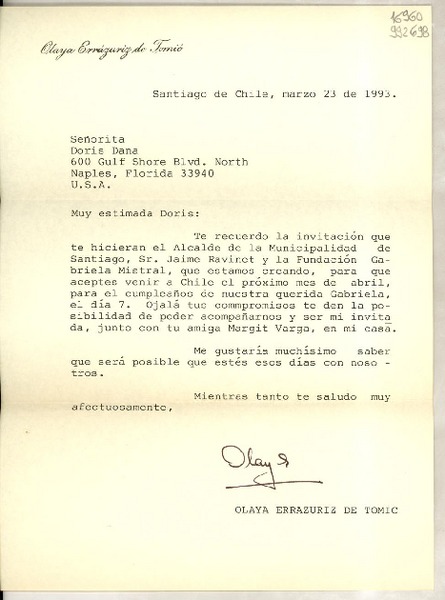 16960
992698
Olaya Errázuriz de Tomic
Santiago de Chile, marzo 23 de 1993.
Señorita
Doris Dana
600 Gulf Shore Blvd. North
Naples, Florida 33940
U.S.A.
Muy estimada Doris:
Te recuerdo la invitación que
te hicieran el Alcalde de la Municipalidad de
Santiago, Sr. Jaime Ravinet y la Fundación Ga-
briela Mistral, que estamos creando, para que
aceptes venir a Chile el próximo mes de abril,
para el cumpleaños de nuestra querida Gabriela,
el día 7. Ojalá tus commpromisos te den la po-
sibilidad de poder acompañarnos y ser mi invita
da, junto con tu amiga Margit Varga, en mi casa.
Me gustaría muchísimo saber
que será posible que estés esos días con noso -
tros.
Mientras tanto te saludo muy
afectuosamente,
Olaya
OLAYA ERRAZURIZ DE TOMIC